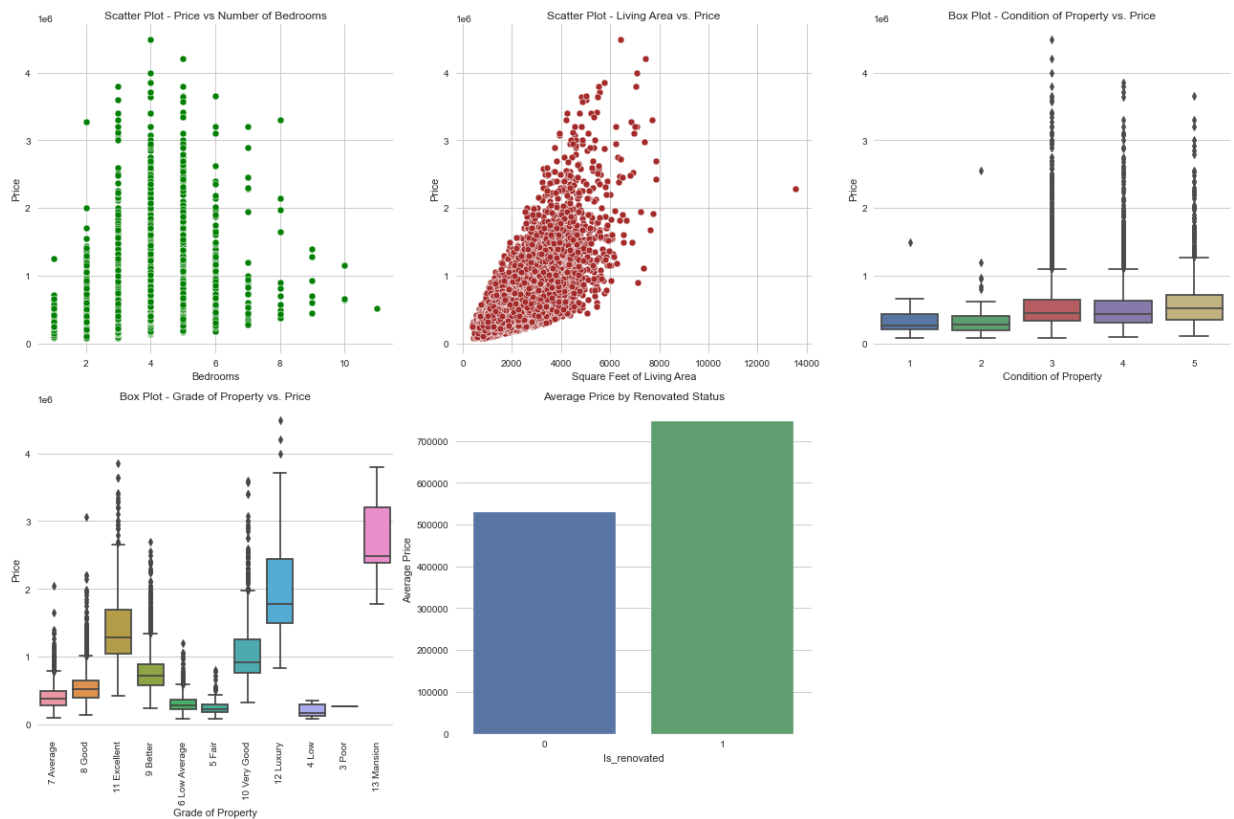 Scatter Plot - Price vs Number of Bedrooms
1e6
4
3
2
1
0
Price
2 4 6 8 10
Bedrooms
Scatter Plot - Living Area vs. Price
1e6
4
3
2
1
0
Price
0 2000 4000 6000 8000 10000 12000 14000
Square Feet of Living Area
Box Plot - Condition of Property vs. Price
1e6
4
3
2
1
0
Price
1 2 3 4 5
Condition of Property
Box Plot - Grade of Property vs. Price
1e6
4
3
2
1
0
Price
7 Average
8 Good
11 Excellent
9 Better
6 Low Average
5 Fair
10 Very Good
12 Luxury
4 Low
3 Poor
13 Mansion
Grade of Property
Average Price by Renovated Status
700000
600000
500000
400000
300000
200000
100000
0
Average Price
0 1
Is_renovated